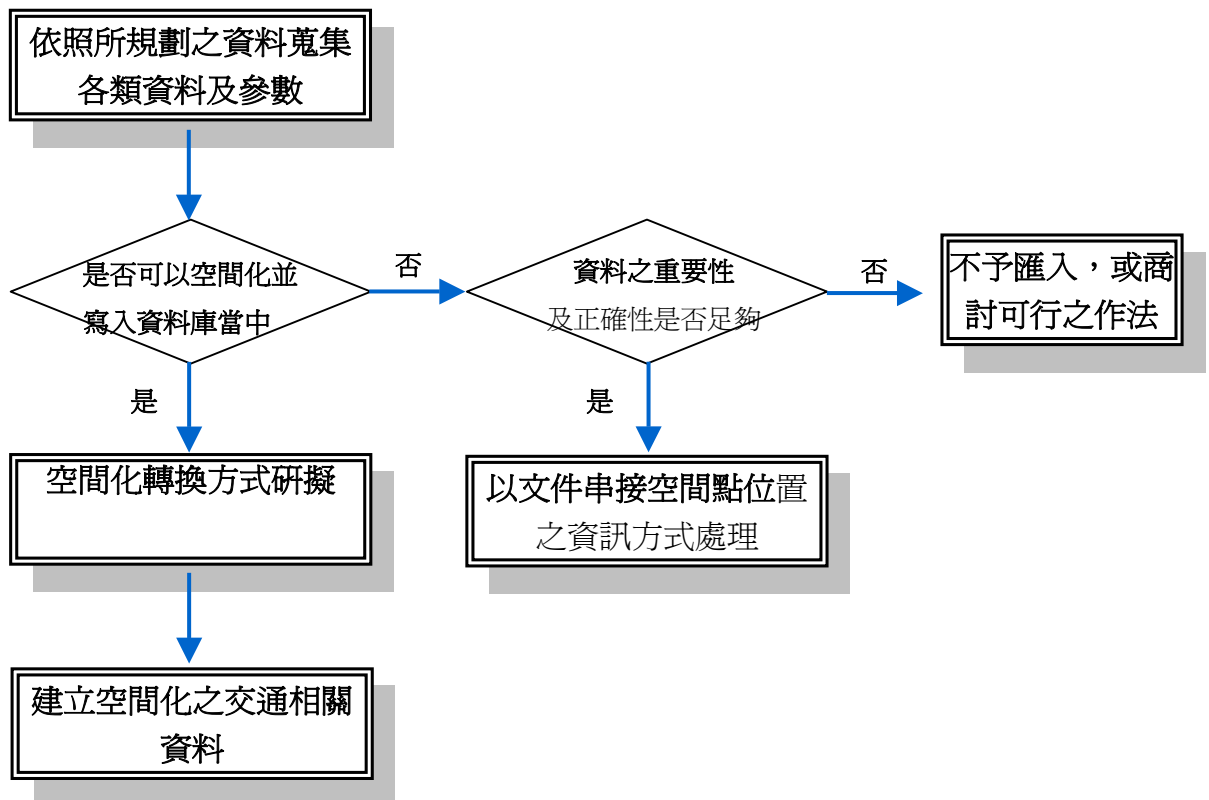 依照所規劃之資料蒐集
各類資料及參數
是否可以空間化並
寫入資料庫當中
否
資料之重要性
及正確性是否足夠
否
不予匯入，或商
討可行之作法
是
是
空間化轉換方式研擬
以文件串接空間點位置
之資訊方式處理
建立空間化之交通相關
資料